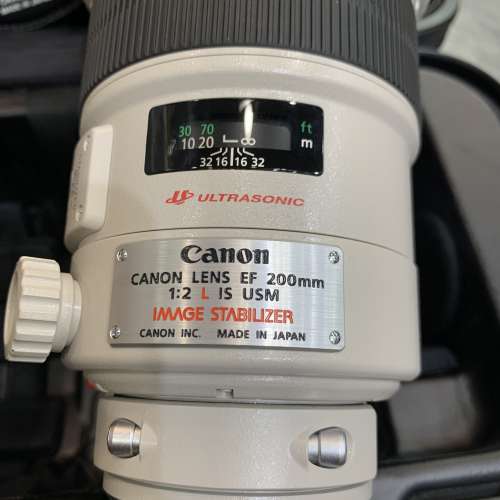 30 70 ft
7 10 20 ∞ m
32 16 16 32
ULTRASONIC
Canon
CANON LENS EF 200mm
1:2 L IS USM
IMAGE STABILIZER
CANON INC. MADE IN JAPAN